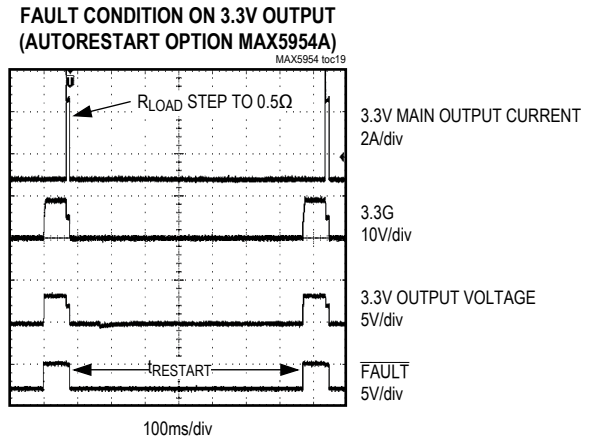 FAULT CONDITION ON 3.3V OUTPUT
(AUTORESTART OPTION MAX5954A)
MAX5954 toc19
RLOAD STEP TO 0.5Ω
3.3V MAIN OUTPUT CURRENT
2A/div
3.3G
10V/div
3.3V OUTPUT VOLTAGE
5V/div
tRESTART
FAULT
5V/div
100ms/div